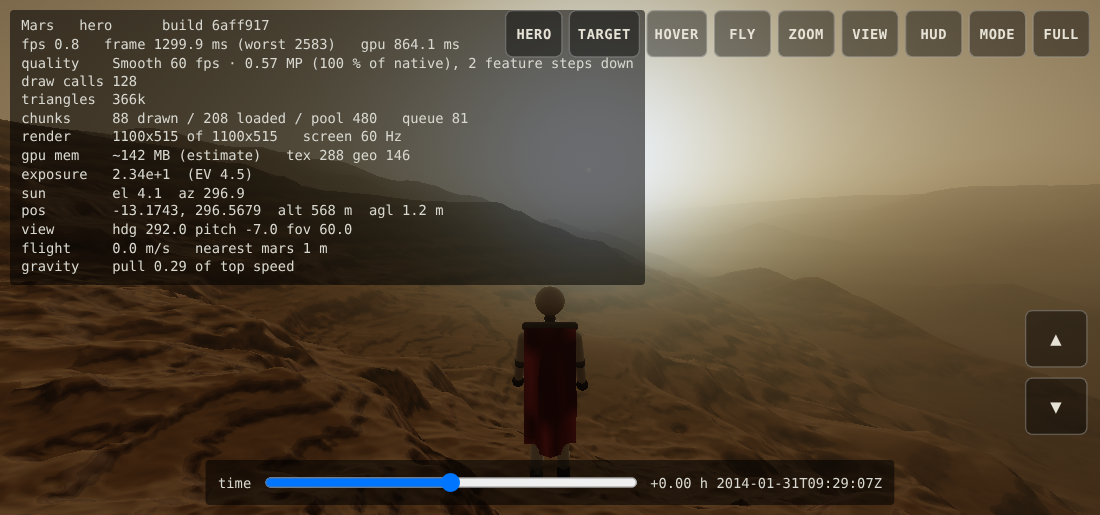 Mars hero build 6aff917
fps 0.8 frame 1299.9 ms (worst 2583) gpu 864.1 ms
quality Smooth 60 fps · 0.57 MP (100 % of native), 2 feature steps down
draw calls 128
triangles 366k
chunks 88 drawn / 208 loaded / pool 480 queue 81
render 1100x515 of 1100x515 screen 60 Hz
gpu mem ~142 MB (estimate) tex 288 geo 146
exposure 2.34e+1 (EV 4.5)
sun el 4.1 az 296.9
pos -13.1743, 296.5679 alt 568 m agl 1.2 m
view hdg 292.0 pitch -7.0 fov 60.0
flight 0.0 m/s nearest mars 1 m
gravity pull 0.29 of top speed
HERO TARGET HOVER FLY ZOOM VIEW HUD MODE FULL
▲
▼
time +0.00 h 2014-01-31T09:29:07Z